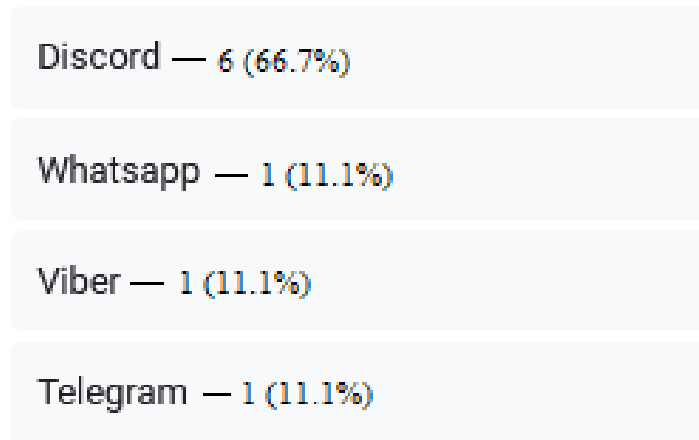 Discord — 6 (66.7%)
Whatsapp — 1 (11.1%)
Viber — 1 (11.1%)
Telegram — 1 (11.1%)